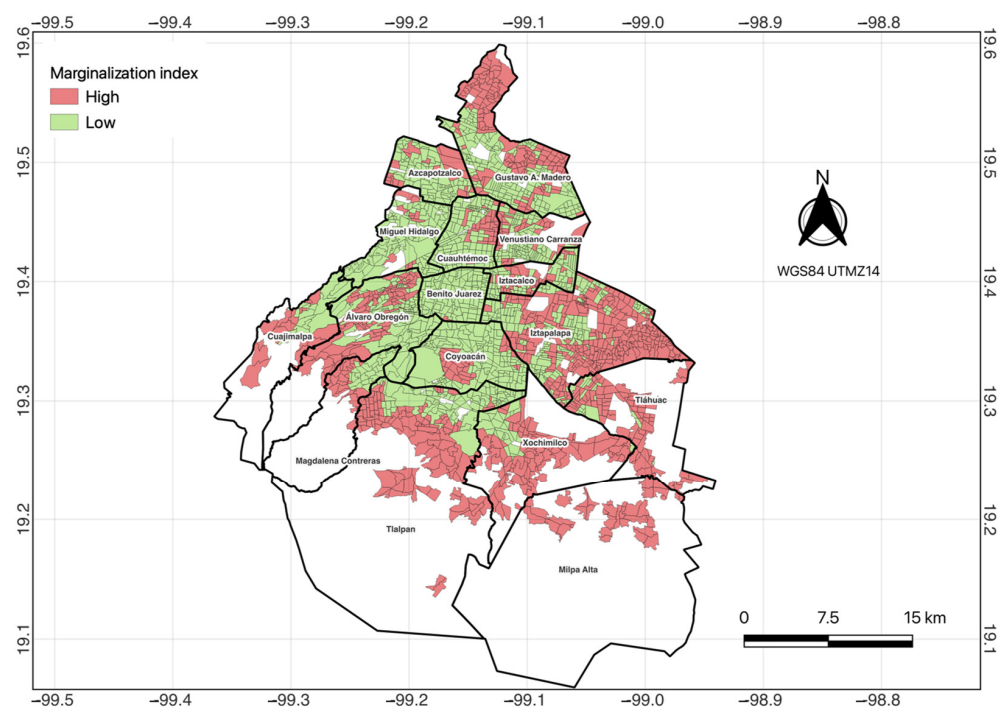 −99.5 −99.4 −99.3 −99.2 −99.1 −99.0 −98.9 −98.8
19.6 19.6
Marginalization index
High
Low
19.5 19.5
Azcapotzalco
Gustavo A. Madero
N
Miguel Hidalgo
Venustiano Carranza
Cuauhtémoc
WGS84 UTMZ14
Iztacalco
19.4 19.4
Benito Juarez
Álvaro Obregón
Cuajimalpa
Iztapalapa
Coyoacán
19.3 19.3
Tláhuac
Xochimilco
Magdalena Contreras
19.2 19.2
Tlalpan
Milpa Alta
0 7.5 15 km
19.1 19.1
−99.5 −99.4 −99.3 −99.2 −99.1 −99.0 −98.9 −98.8